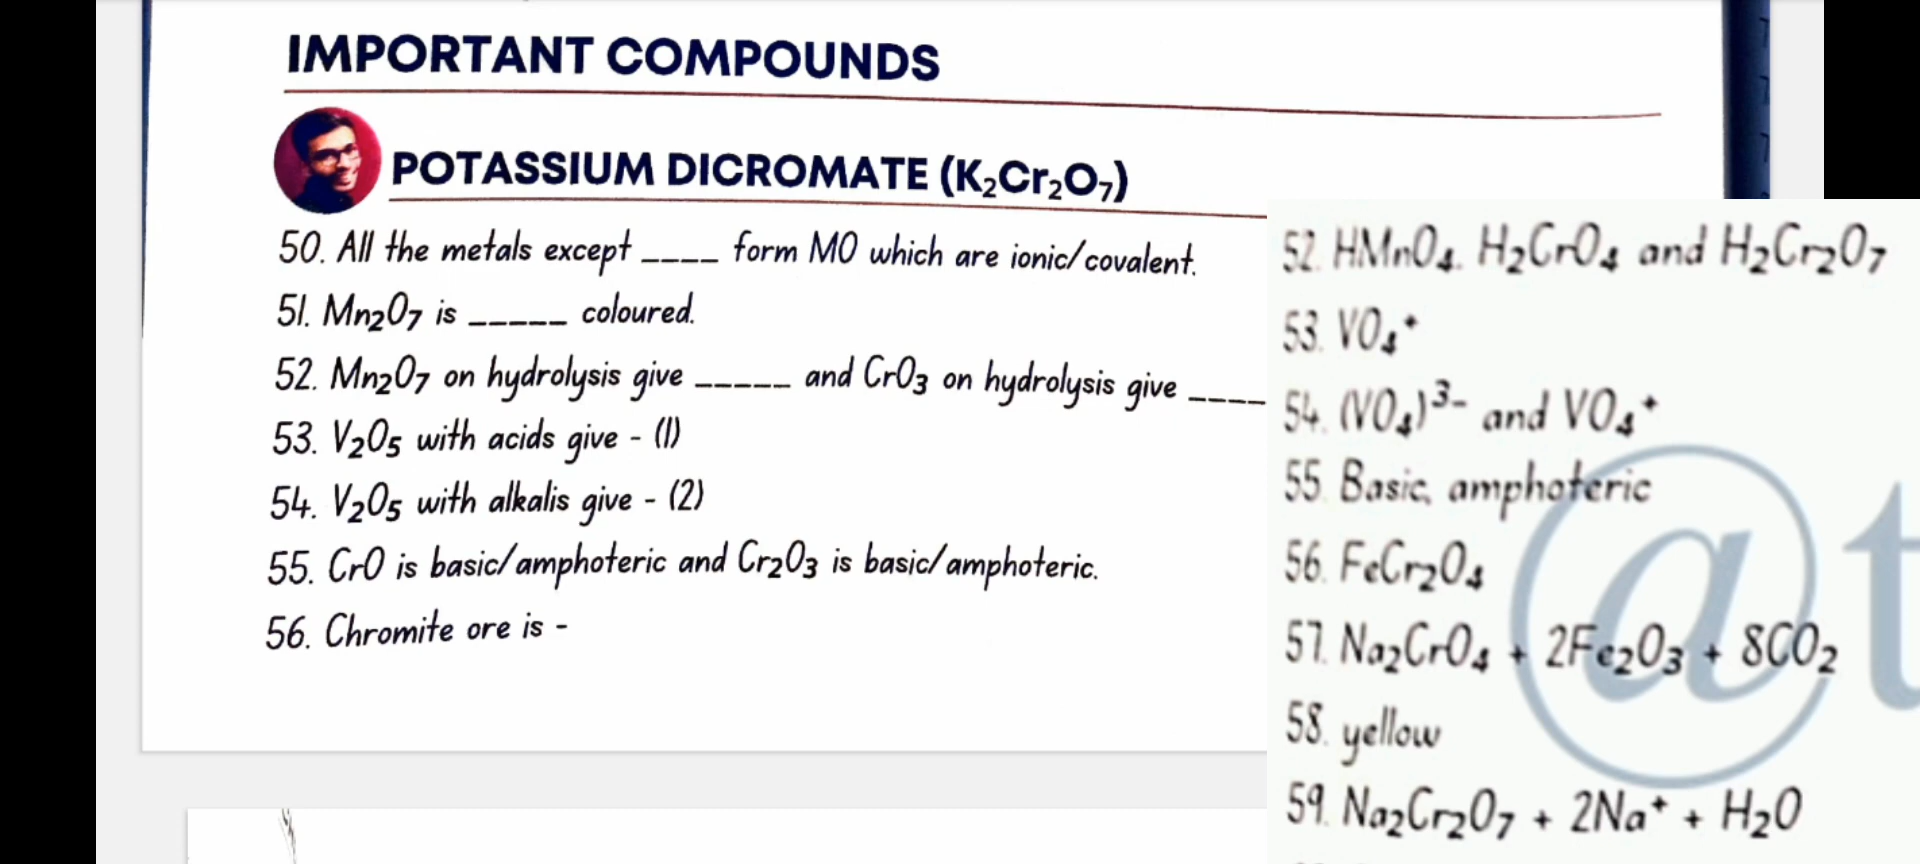 IMPORTANT COMPOUNDS
POTASSIUM DICROMATE (K₂Cr₂O₇)
50. All the metals except ____ form MO which are ionic/covalent.
51. Mn₂O₇ is _____ coloured.
52. Mn₂O₇ on hydrolysis give _____ and CrO₃ on hydrolysis give ____
53. V₂O₅ with acids give - (1)
54. V₂O₅ with alkalis give - (2)
55. CrO is basic/amphoteric and Cr₂O₃ is basic/amphoteric.
56. Chromite ore is -
52. HMnO₄. H₂CrO₄ and H₂Cr₂O₇
53. VO₄⁺
54. (VO₄)³⁻ and VO₄⁺
55. Basic, amphoteric
56. FeCr₂O₄
57. Na₂CrO₄ + 2Fe₂O₃ + 8CO₂
58. yellow
59. Na₂Cr₂O₇ + 2Na⁺ + H₂O
@t